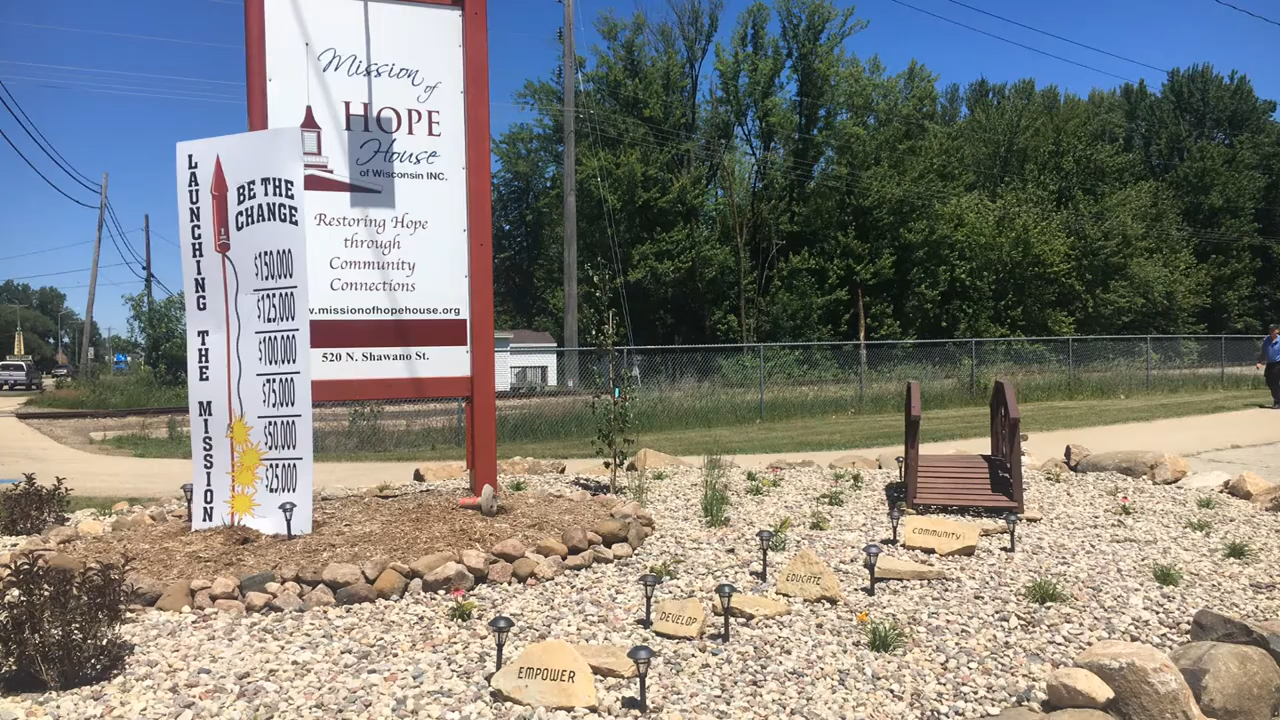 LAUNCHING THE MISSION
BE THE
CHANGE
$150,000
$125,000
$100,000
$75,000
$50,000
$25,000
Mission
of
HOPE
House
of Wisconsin INC.
Restoring Hope
through
Community
Connections
w.missionofhopehouse.org
520 N. Shawano St.
COMMUNITY
EDUCATE
DEVELOP
EMPOWER